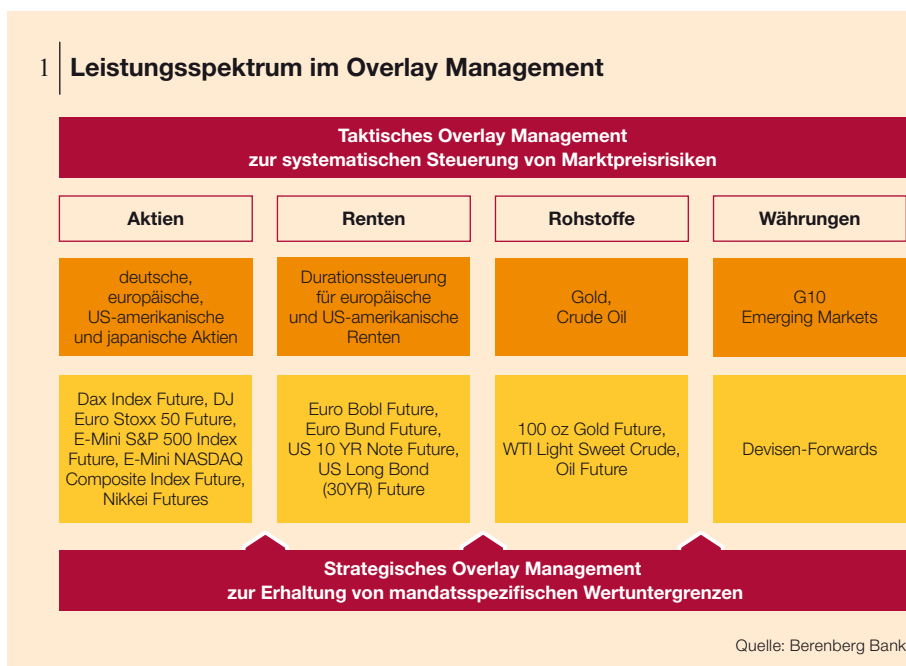 1 Leistungsspektrum im Overlay Management
Taktisches Overlay Management
zur systematischen Steuerung von Marktpreisrisiken
Aktien
Renten
Rohstoffe
Währungen
deutsche,
europäische,
US-amerikanische
und japanische Aktien
Durationssteuerung
für europäische
und US-amerikanische
Renten
Gold,
Crude Oil
G10
Emerging Markets
Dax Index Future, DJ
Euro Stoxx 50 Future,
E-Mini S&P 500 Index
Future, E-Mini NASDAQ
Composite Index Future,
Nikkei Futures
Euro Bobl Future,
Euro Bund Future,
US 10 YR Note Future,
US Long Bond
(30YR) Future
100 oz Gold Future,
WTI Light Sweet Crude,
Oil Future
Devisen-Forwards
Strategisches Overlay Management
zur Erhaltung von mandatsspezifischen Wertuntergrenzen
Quelle: Berenberg Bank